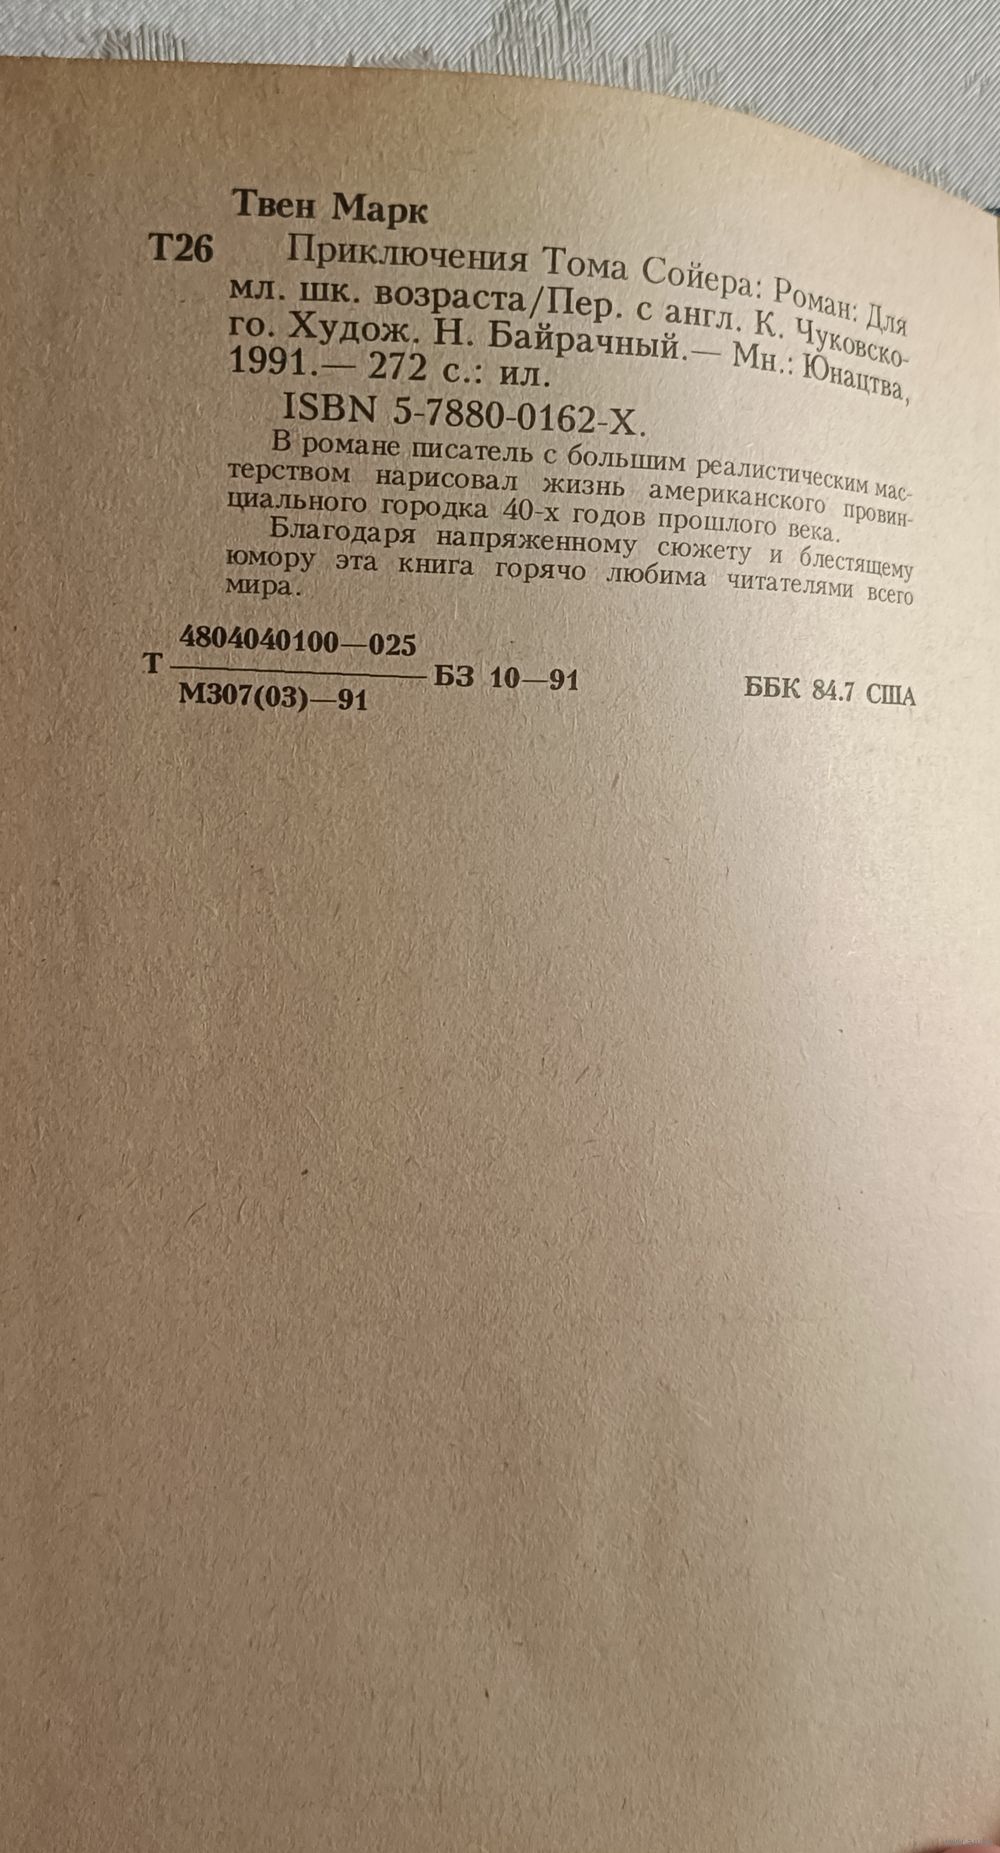 Твен Марк
Т26 Приключения Тома Сойера: Роман: Для
мл. шк. возраста/Пер. с англ. К. Чуковско-
го. Худож. Н. Байрачный.— Мн.: Юнацтва,
1991.— 272 с.: ил.
ISBN 5-7880-0162-X.
В романе писатель с большим реалистическим мас-
терством нарисовал жизнь американского провин-
циального городка 40-х годов прошлого века.
Благодаря напряженному сюжету и блестящему
юмору эта книга горячо любима читателями всего
мира.
4804040100—025
Т БЗ 10—91 ББК 84.7 США
М307(03)—91